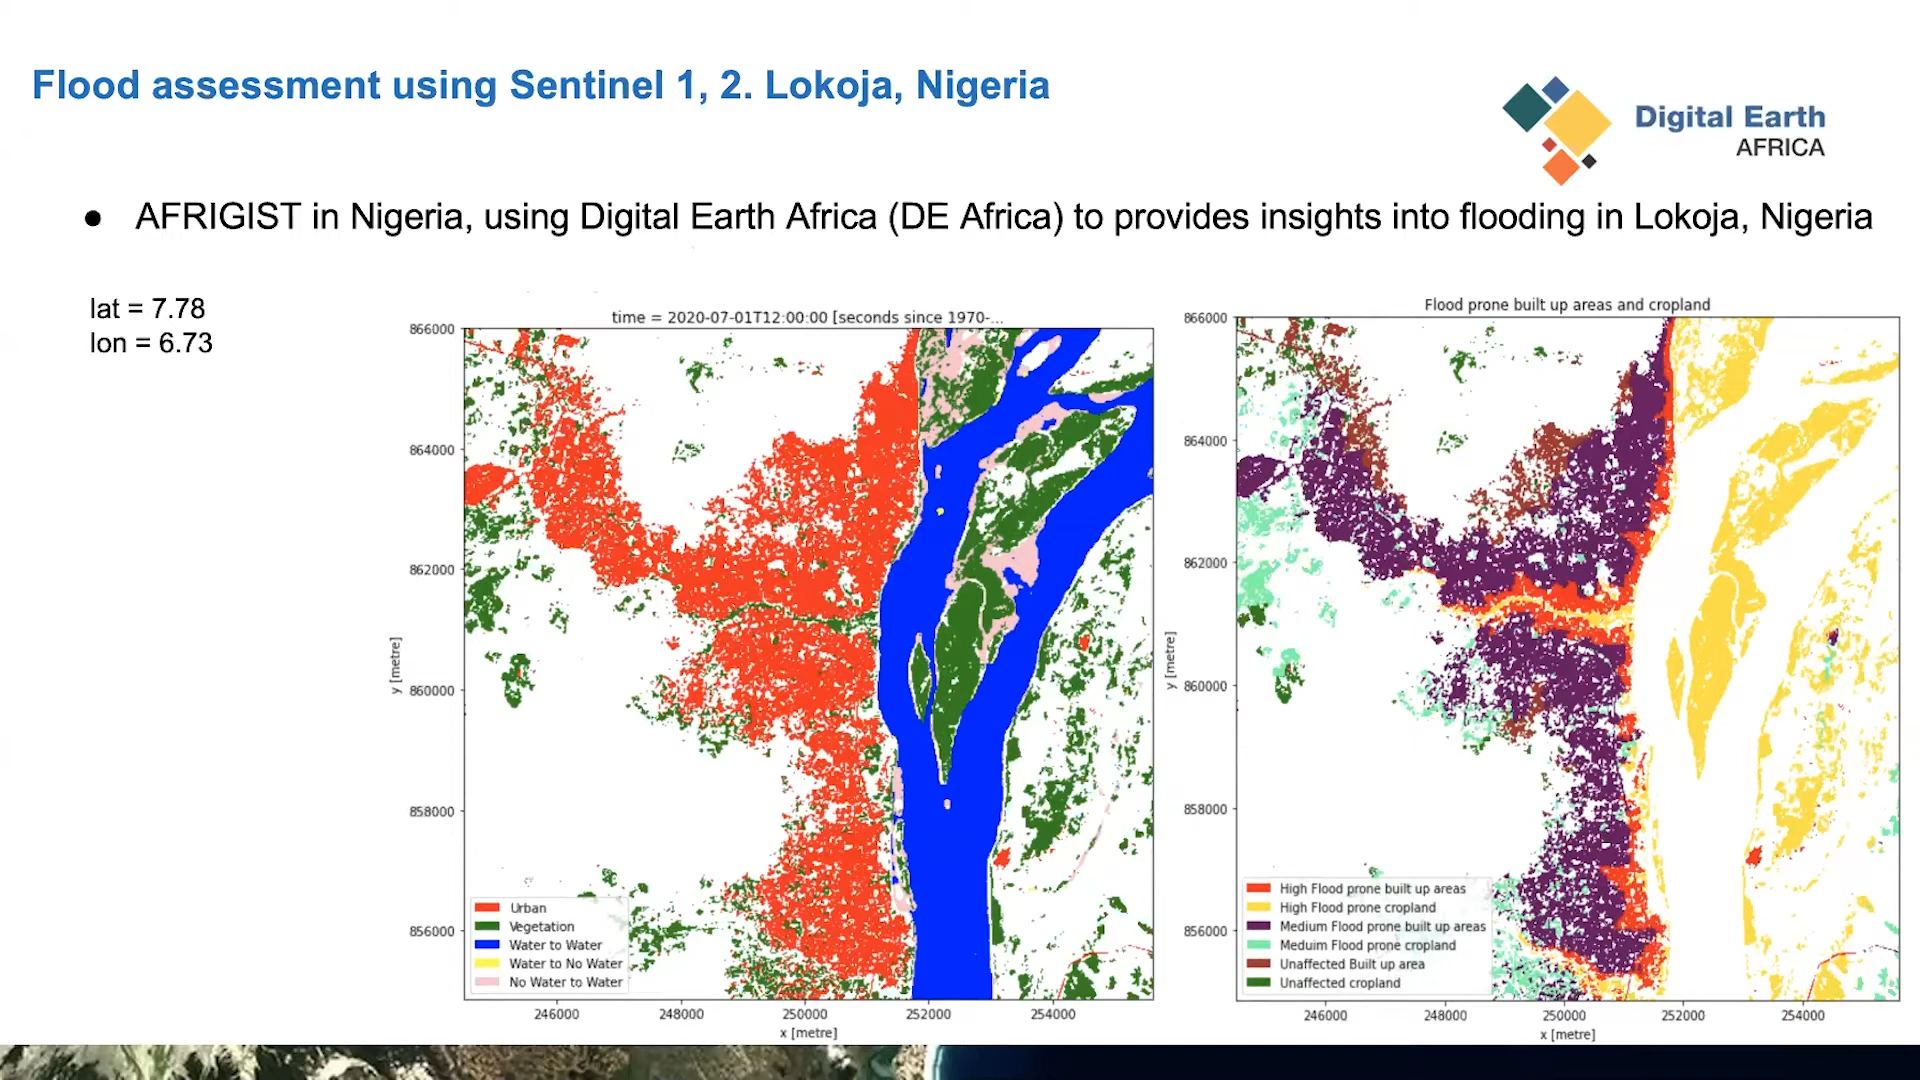 Flood assessment using Sentinel 1, 2. Lokoja, Nigeria
Digital Earth
AFRICA
● AFRIGIST in Nigeria, using Digital Earth Africa (DE Africa) to provides insights into flooding in Lokoja, Nigeria
lat = 7.78
lon = 6.73
time = 2020-07-01T12:00:00 [seconds since 1970-...
866000
864000
862000
860000
858000
856000
y [metre]
Urban
Vegetation
Water to Water
Water to No Water
No Water to Water
246000 248000 250000 252000 254000
x [metre]
Flood prone built up areas and cropland
866000
864000
862000
860000
858000
856000
y [metre]
High Flood prone built up areas
High Flood prone cropland
Medium Flood prone built up areas
Meduim Flood prone cropland
Unaffected Built up area
Unaffected cropland
246000 248000 250000 252000 254000
x [metre]